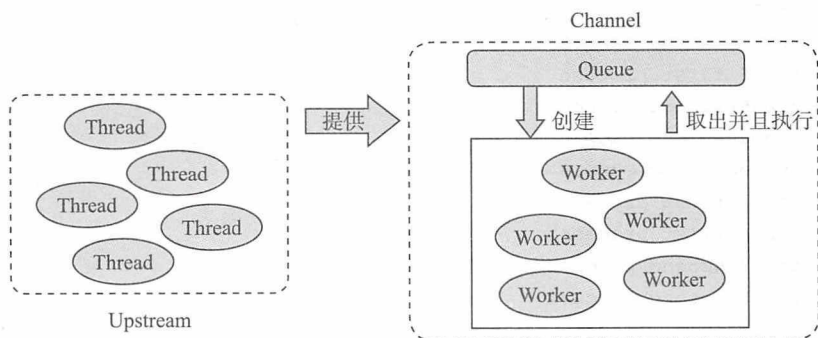 Channel
Queue
提供
创建
取出并且执行
Thread
Thread
Thread
Thread
Thread
Worker
Worker
Worker
Worker
Worker
Upstream